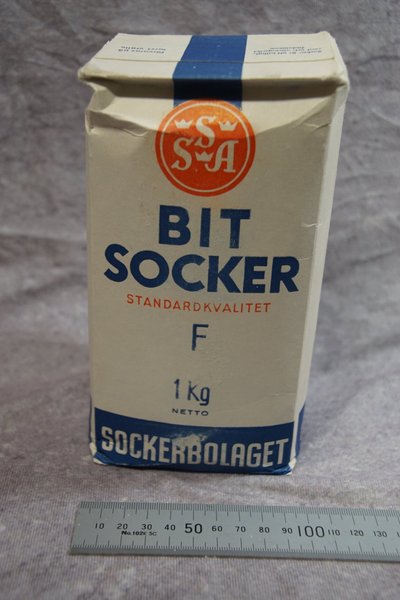 SSA
BIT
SOCKER
STANDARDKVALITET
F
1 Kg
NETTO
SOCKERBOLAGET
10 20 30 40 50 60 70 80 90 100 110 120 130